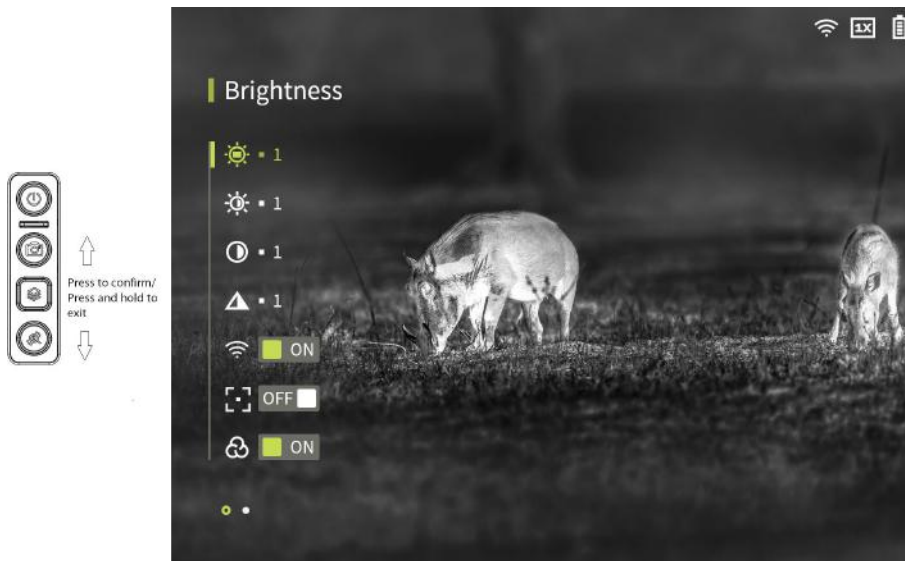 1X
Brightness
1
1
1
1
ON
OFF
ON
Press to confirm/
Press and hold to
exit